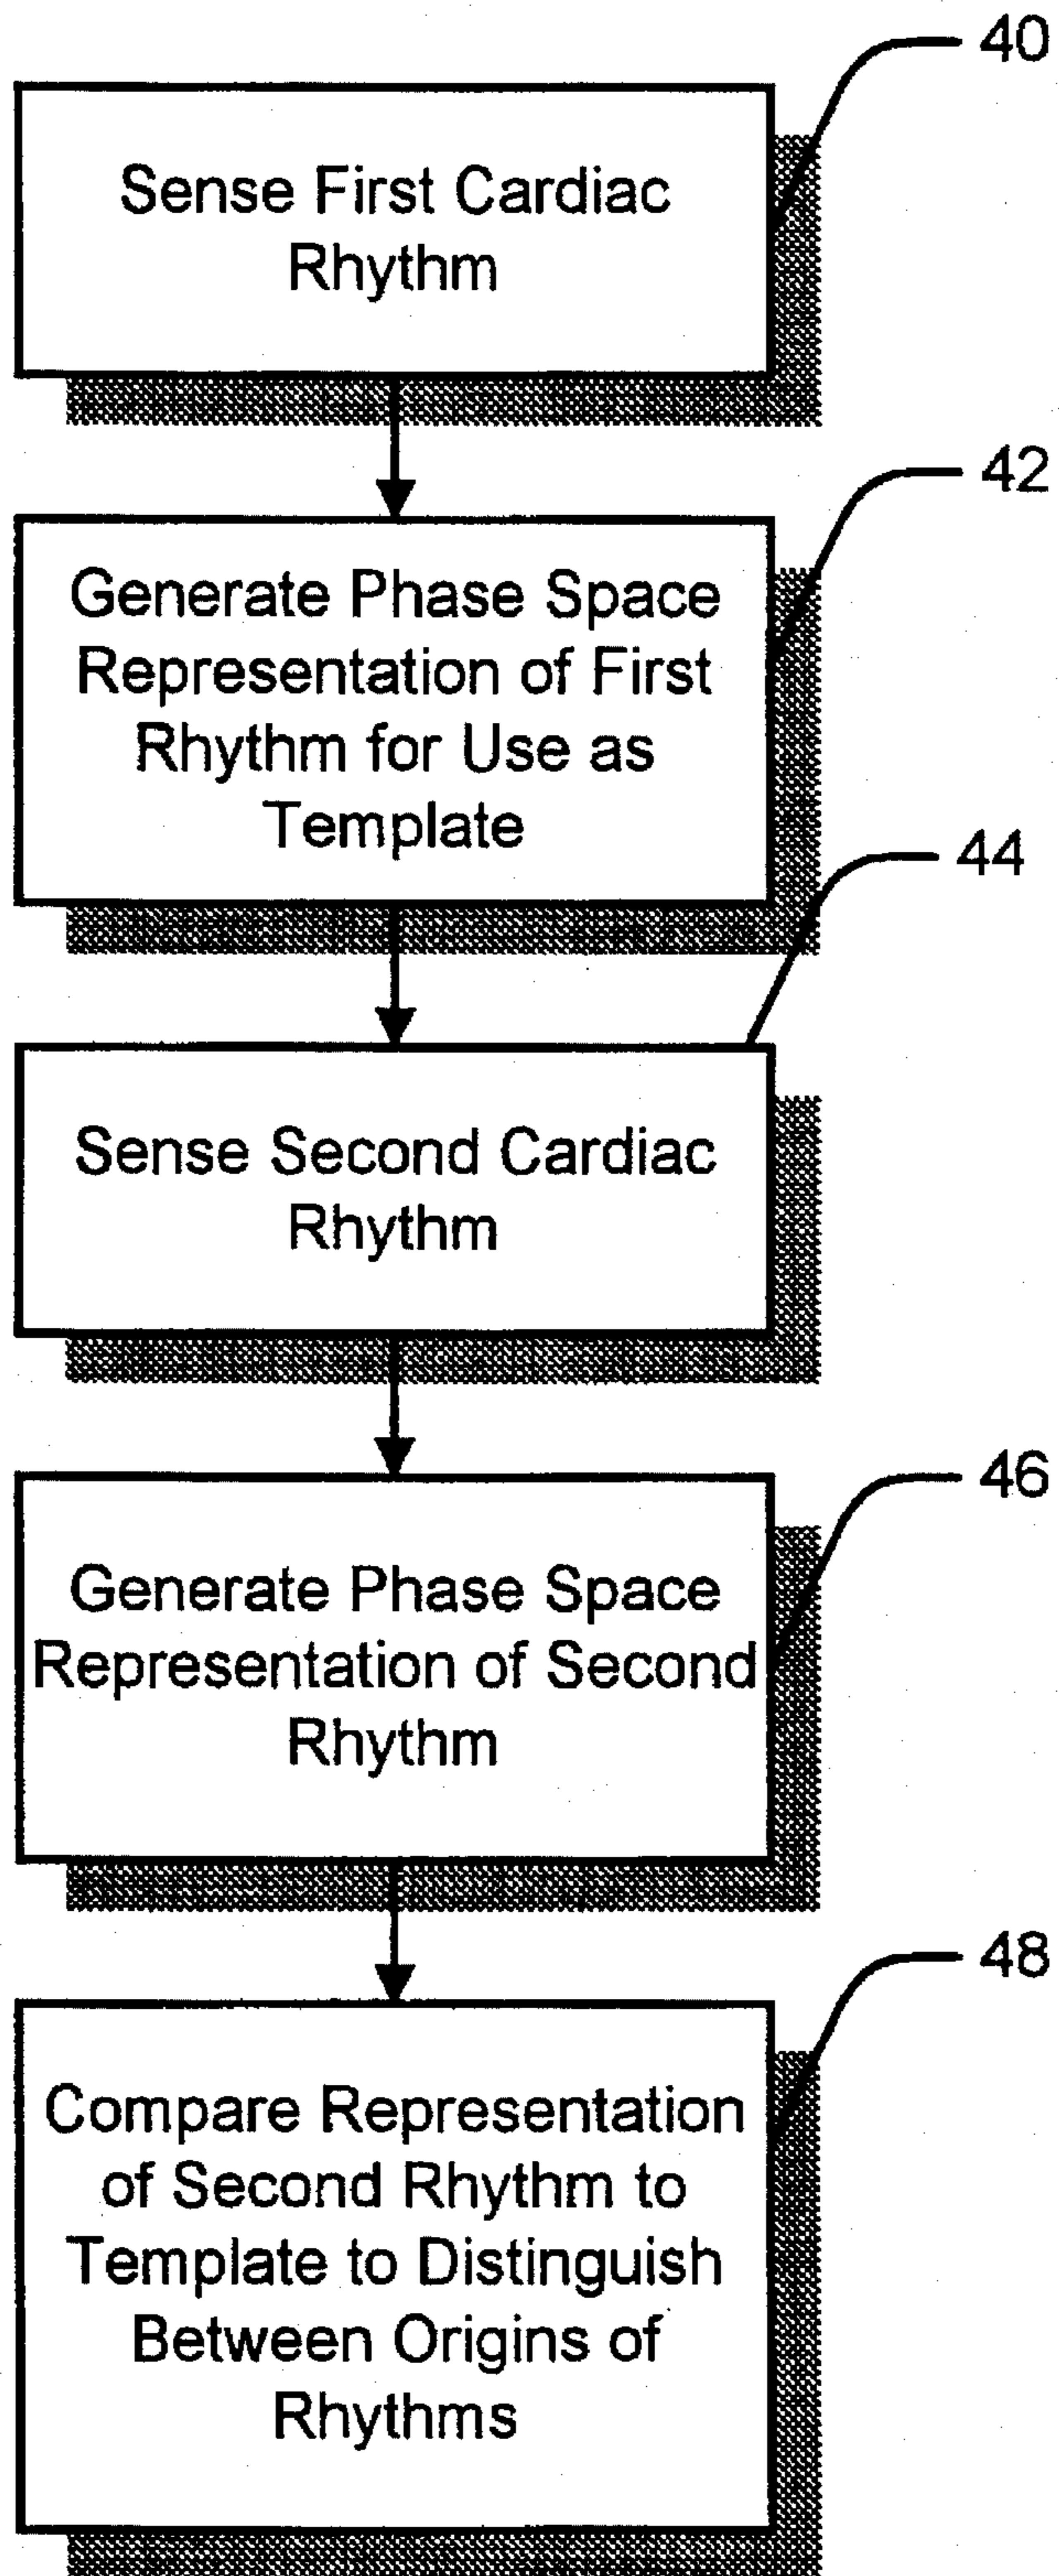 40
Sense First Cardiac
Rhythm
42
Generate Phase Space
Representation of First
Rhythm for Use as
Template
44
Sense Second Cardiac
Rhythm
46
Generate Phase Space
Representation of Second
Rhythm
48
Compare Representation
of Second Rhythm to
Template to Distinguish
Between Origins of
Rhythms